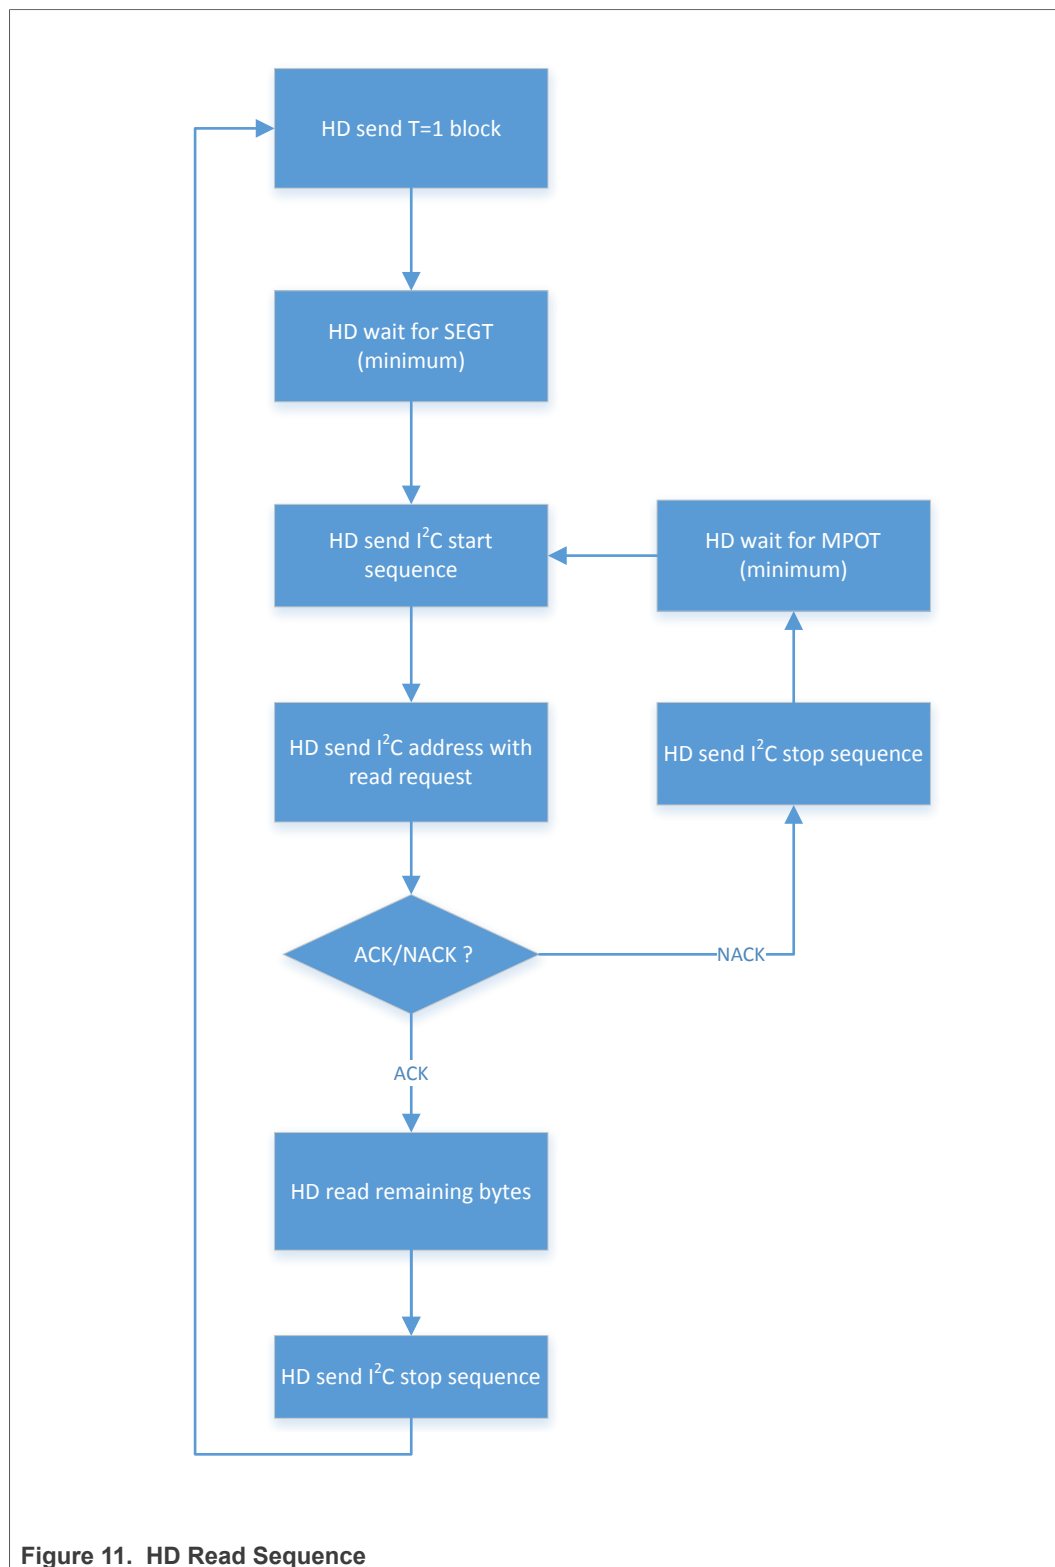 HD send T=1 block
HD wait for SEGT
(minimum)
HD send I²C start
sequence
HD wait for MPOT
(minimum)
HD send I²C address with
read request
HD send I²C stop sequence
ACK/NACK ?
NACK
ACK
HD read remaining bytes
HD send I²C stop sequence
Figure 11. HD Read Sequence